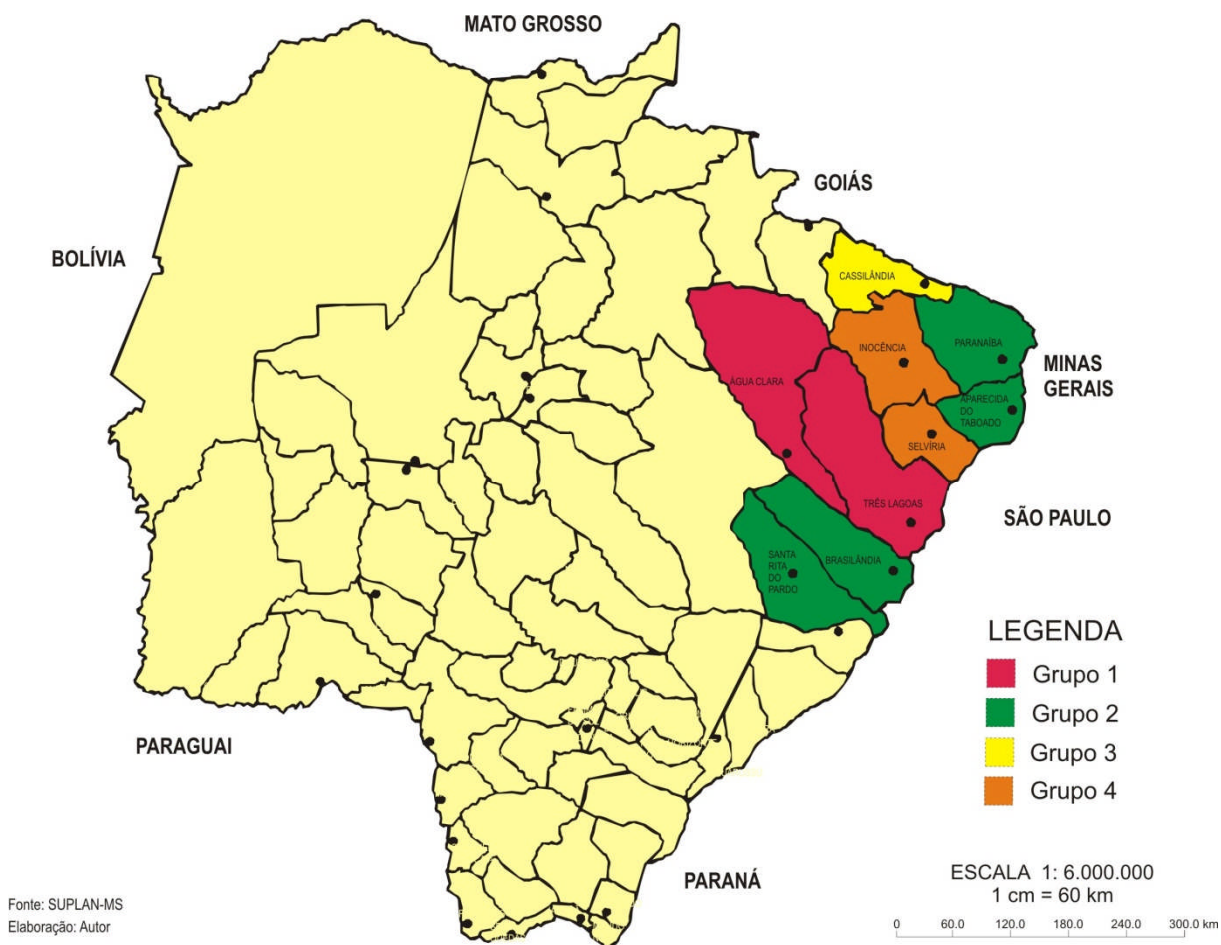 MATO GROSSO
GOIÁS
BOLÍVIA
CASSILÂNDIA
INOCÊNCIA
PARANAÍBA
MINAS
GERAIS
ÁGUA CLARA
APARECIDA
DO
TABOADO
SELVÍRIA
TRÊS LAGOAS
SÃO PAULO
SANTA
RITA
DO
PARDO
BRASILÂNDIA
LEGENDA
Grupo 1
Grupo 2
Grupo 3
Grupo 4
PARAGUAI
PARANÁ
ESCALA 1: 6.000.000
1 cm = 60 km
0 60.0 120.0 180.0 240.0 300.0 km
Fonte: SUPLAN-MS
Elaboração: Autor